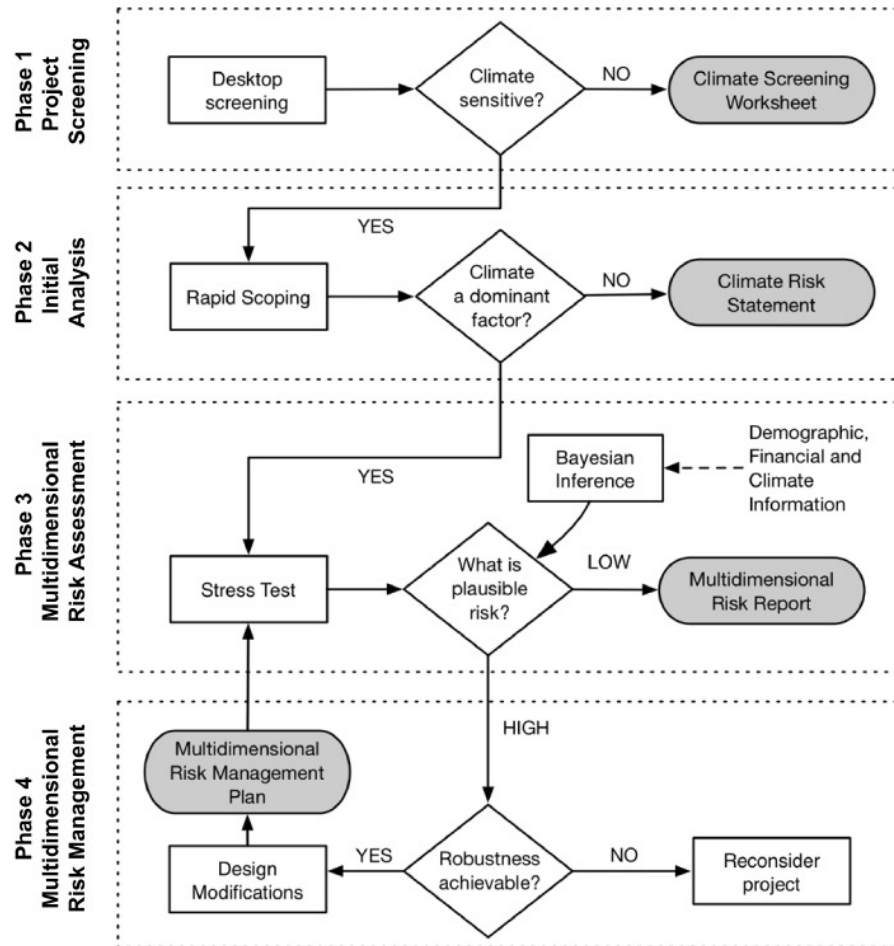 Phase 1
Project
Screening
Desktop
screening
Climate
sensitive?
NO
Climate Screening
Worksheet
YES
Phase 2
Initial
Analysis
Rapid Scoping
Climate
a dominant
factor?
NO
Climate Risk
Statement
YES
Phase 3
Multidimensional
Risk Assessment
Bayesian
Inference
Demographic,
Financial and
Climate
Information
Stress Test
What is
plausible
risk?
LOW
Multidimensional
Risk Report
HIGH
Phase 4
Multidimensional
Risk Management
Multidimensional
Risk Management
Plan
Design
Modifications
YES
Robustness
achievable?
NO
Reconsider
project